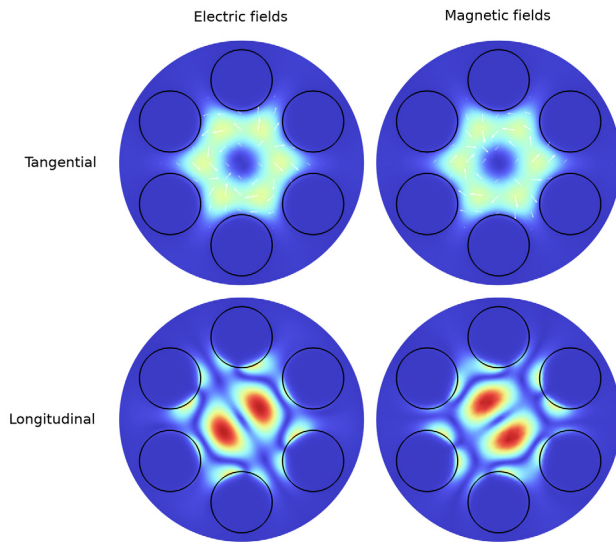 Electric fields
Magnetic fields
Tangential
Longitudinal